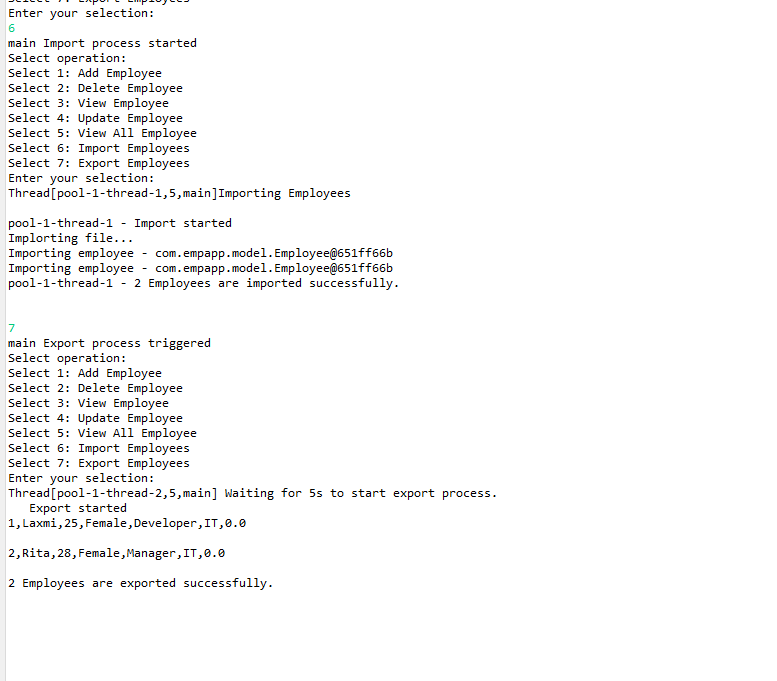 Select 7: Export Employees
Enter your selection:
6
main Import process started
Select operation:
Select 1: Add Employee
Select 2: Delete Employee
Select 3: View Employee
Select 4: Update Employee
Select 5: View All Employee
Select 6: Import Employees
Select 7: Export Employees
Enter your selection:
Thread[pool-1-thread-1,5,main]Importing Employees
pool-1-thread-1 - Import started
Implorting file...
Importing employee - com.empapp.model.Employee@651ff66b
Importing employee - com.empapp.model.Employee@651ff66b
pool-1-thread-1 - 2 Employees are imported successfully.
7
main Export process triggered
Select operation:
Select 1: Add Employee
Select 2: Delete Employee
Select 3: View Employee
Select 4: Update Employee
Select 5: View All Employee
Select 6: Import Employees
Select 7: Export Employees
Enter your selection:
Thread[pool-1-thread-2,5,main] Waiting for 5s to start export process.
Export started
1,Laxmi,25,Female,Developer,IT,0.0
2,Rita,28,Female,Manager,IT,0.0
2 Employees are exported successfully.